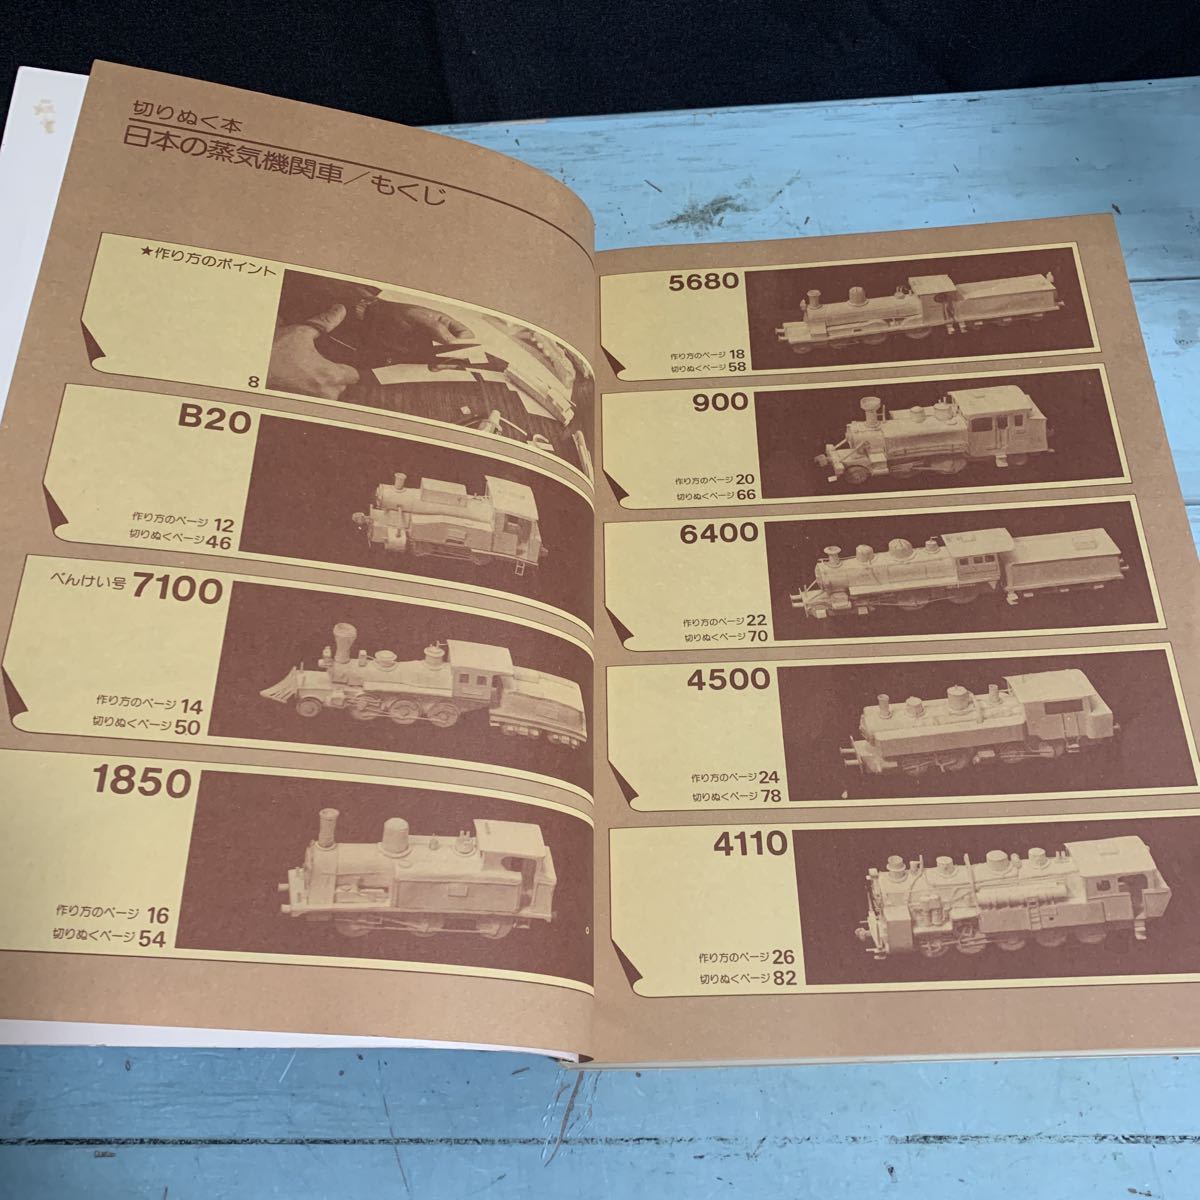 切りぬく本
日本の蒸気機関車/もくじ
★作り方のポイント
8
B20
作り方のページ 12
切りぬくページ 46
べんけい号 7100
作り方のページ 14
切りぬくページ 50
1850
作り方のページ 16
切りぬくページ 54
5680
作り方のページ 18
切りぬくページ 58
900
作り方のページ 20
切りぬくページ 66
6400
作り方のページ 22
切りぬくページ 70
4500
作り方のページ 24
切りぬくページ 78
4110
作り方のページ 26
切りぬくページ 82